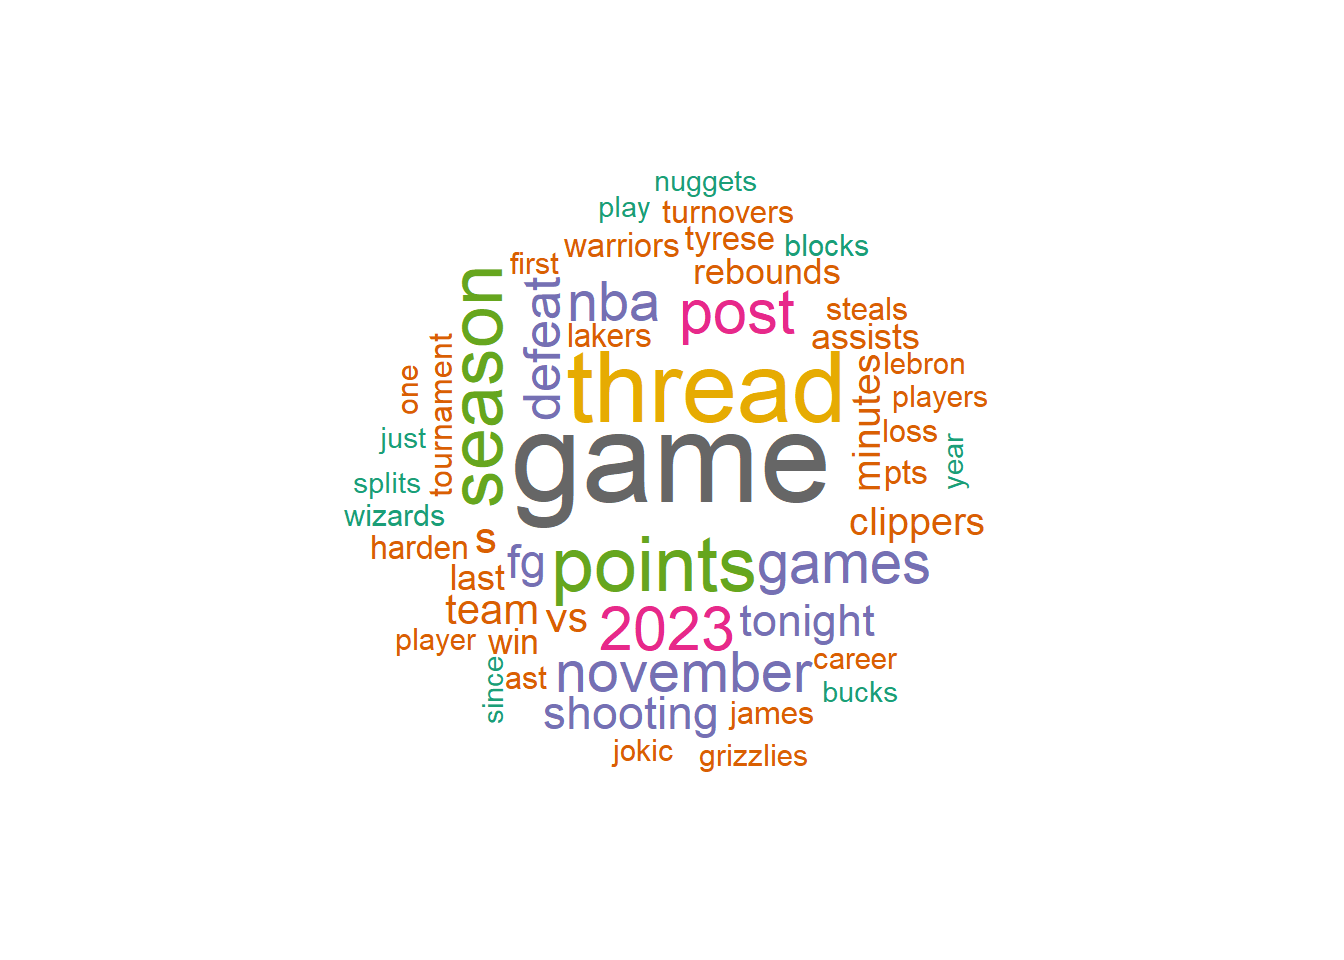 nuggets
play
turnovers
warriors
tyrese
blocks
first
rebounds
season
defeat
nba
post
steals
lakers
assists
one
tournament
thread
minutes
lebron
players
just
game
loss
year
splits
pts
wizards
clippers
harden
s
last
fg
points
games
team
vs
2023
tonight
player
win
since
ast
november
career
bucks
shooting
james
jokic
grizzlies